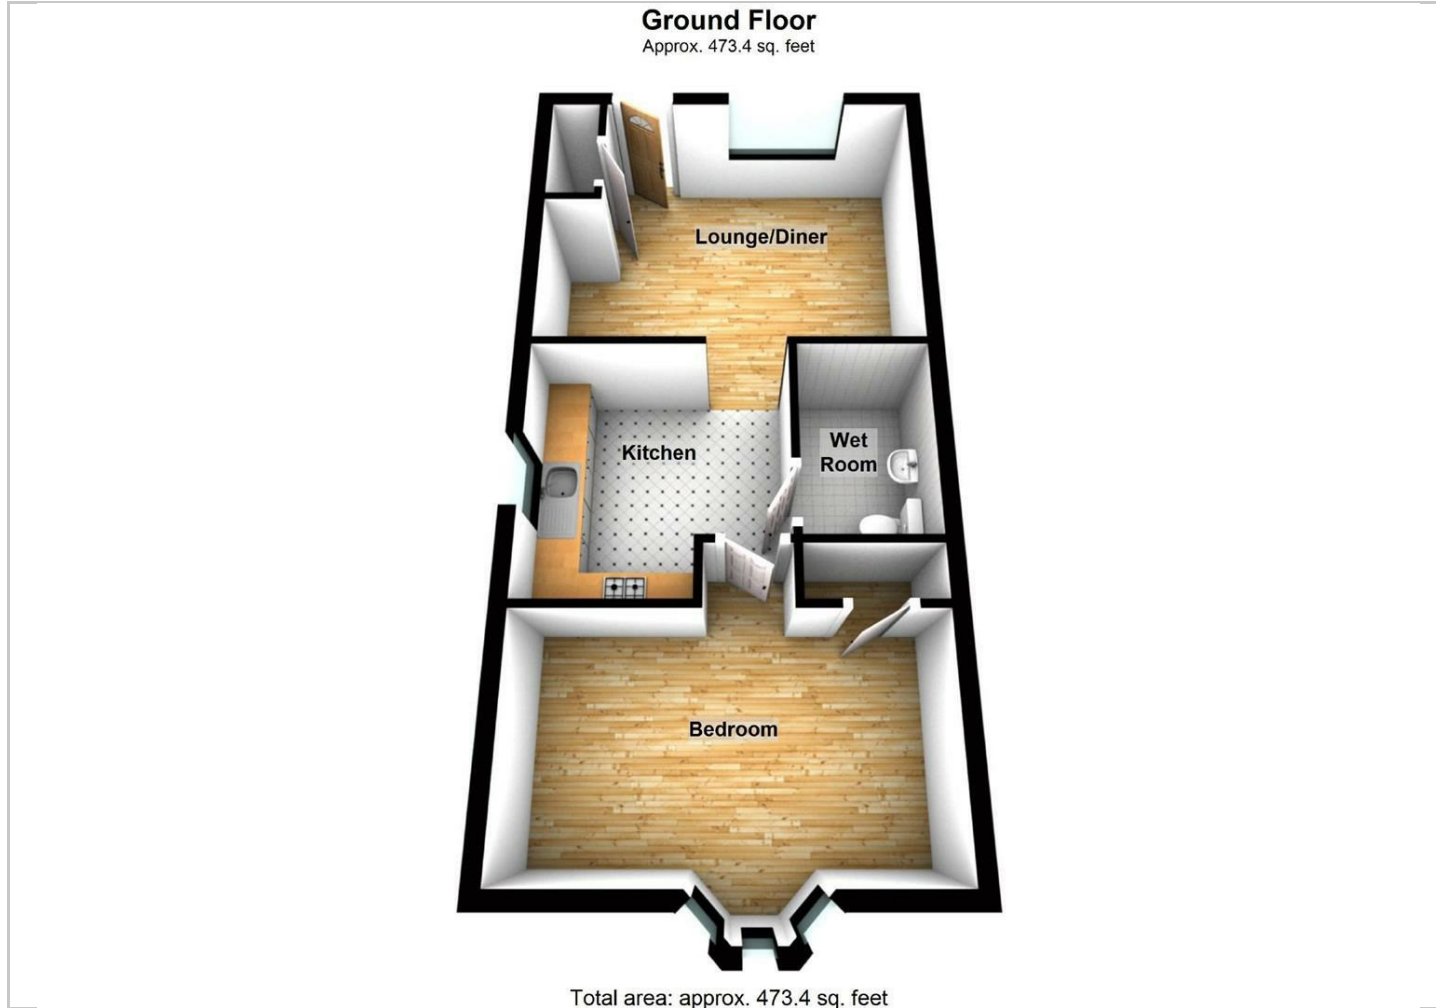 Ground Floor
Approx. 473.4 sq. feet
Lounge/Diner
Kitchen
Wet
Room
Bedroom
Total area: approx. 473.4 sq. feet